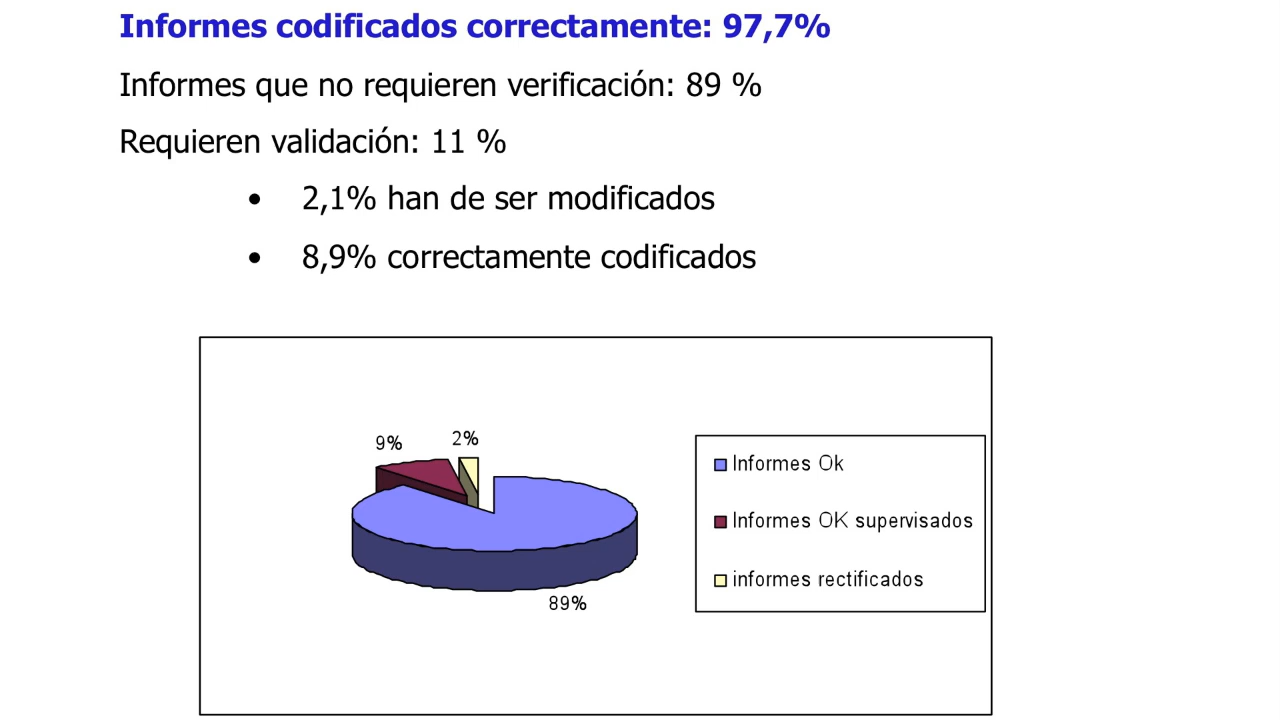 Informes codificados correctamente: 97,7%
Informes que no requieren verificación: 89 %
Requieren validación: 11 %
• 2,1% han de ser modificados
• 8,9% correctamente codificados
9%
2%
89%
Informes Ok
Informes OK supervisados
informes rectificados